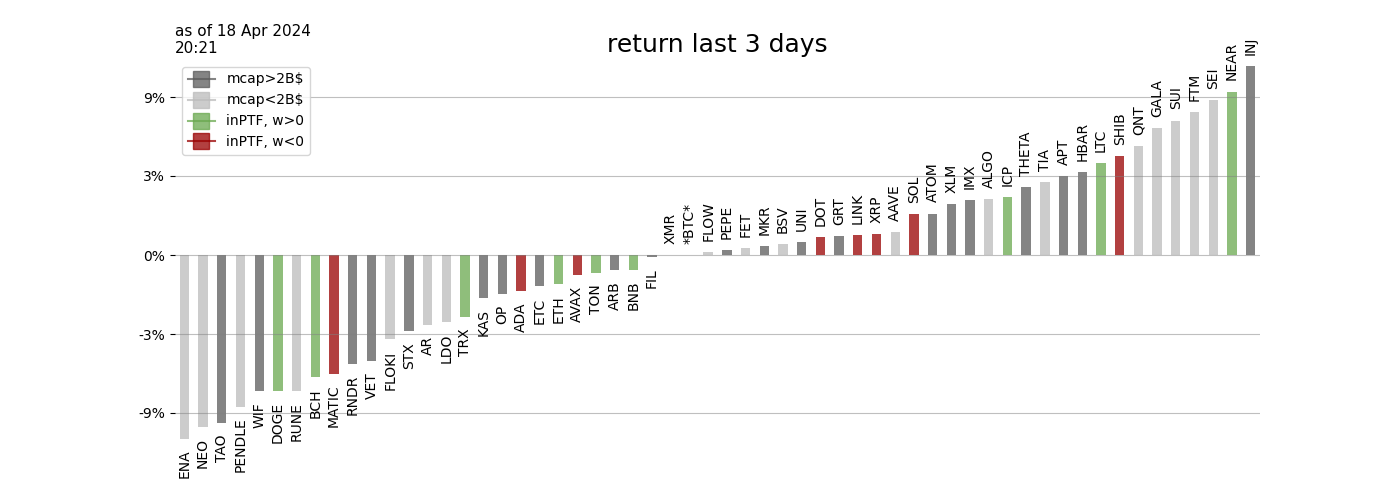 as of 18 Apr 2024
20:21
return last 3 days
mcap>2B$
mcap<2B$
inPTF, w>0
inPTF, w<0
9%
3%
0%
-3%
-9%
ENA
NEO
TAO
PENDLE
WIF
DOGE
RUNE
BCH
MATIC
RNDR
VET
FLOKI
STX
AR
LDO
TRX
KAS
OP
ADA
ETC
ETH
AVAX
TON
ARB
BNB
FIL
XMR
*BTC*
FLOW
PEPE
FET
MKR
BSV
UNI
DOT
GRT
LINK
XRP
AAVE
SOL
ATOM
XLM
IMX
ALGO
ICP
THETA
TIA
APT
HBAR
LTC
SHIB
QNT
GALA
SUI
FTM
SEI
NEAR
INJ